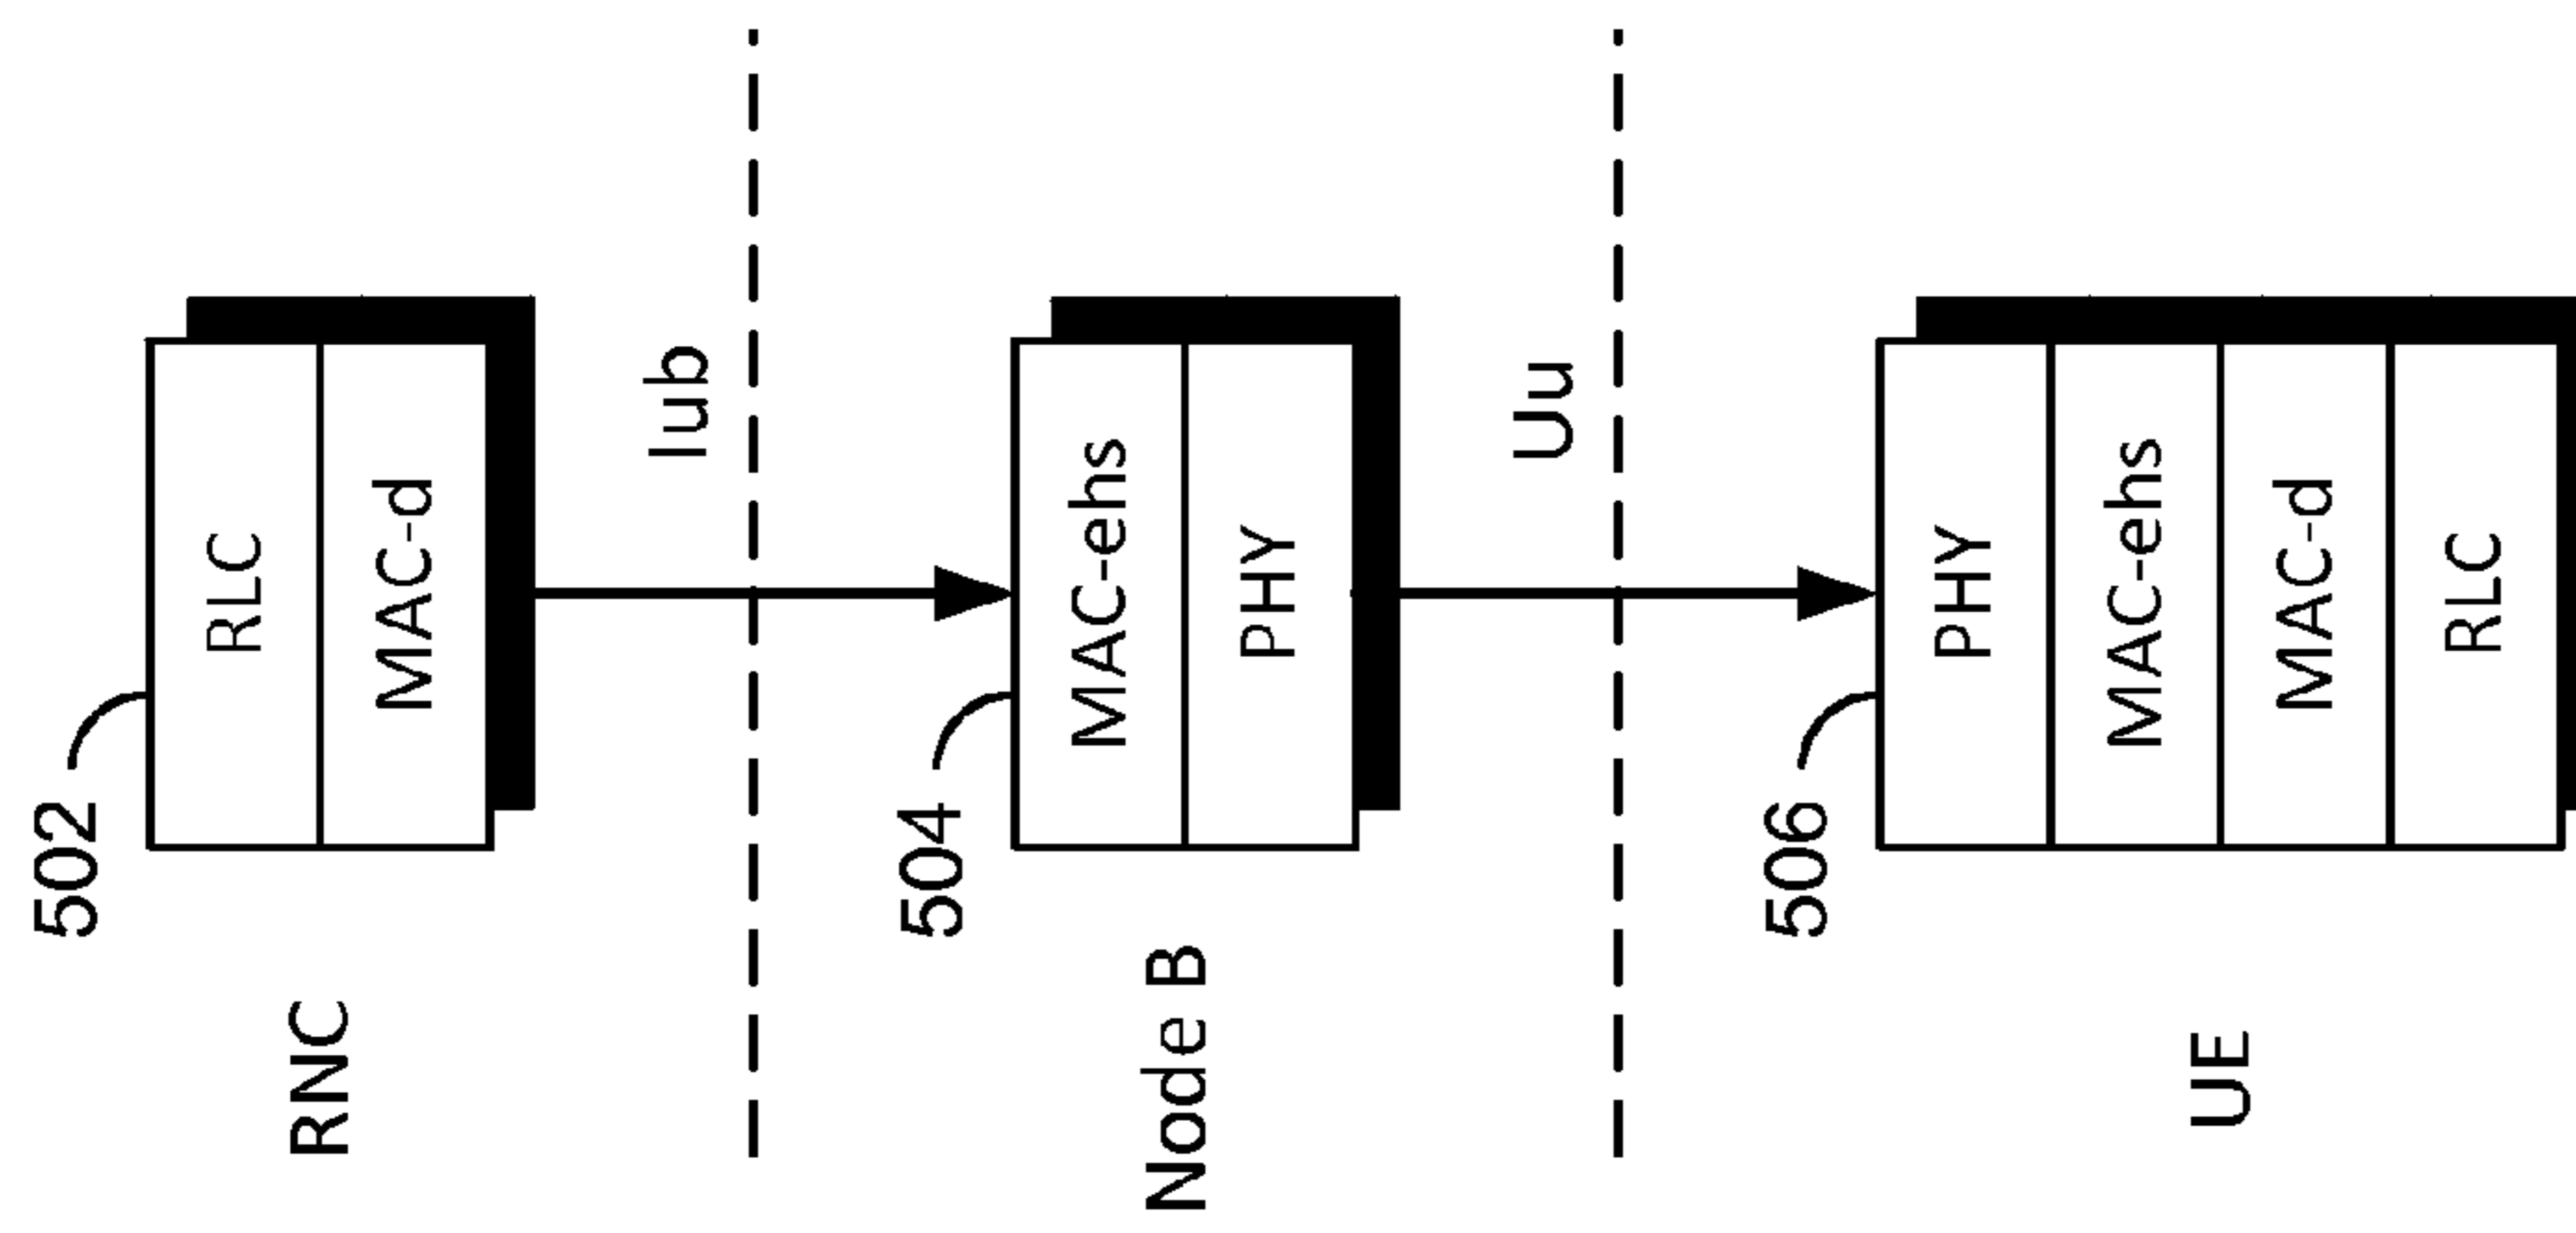 502
RNC
RLC
MAC-d
Iub
504
Node B
MAC-ehs
PHY
Uu
506
UE
PHY
MAC-ehs
MAC-d
RLC